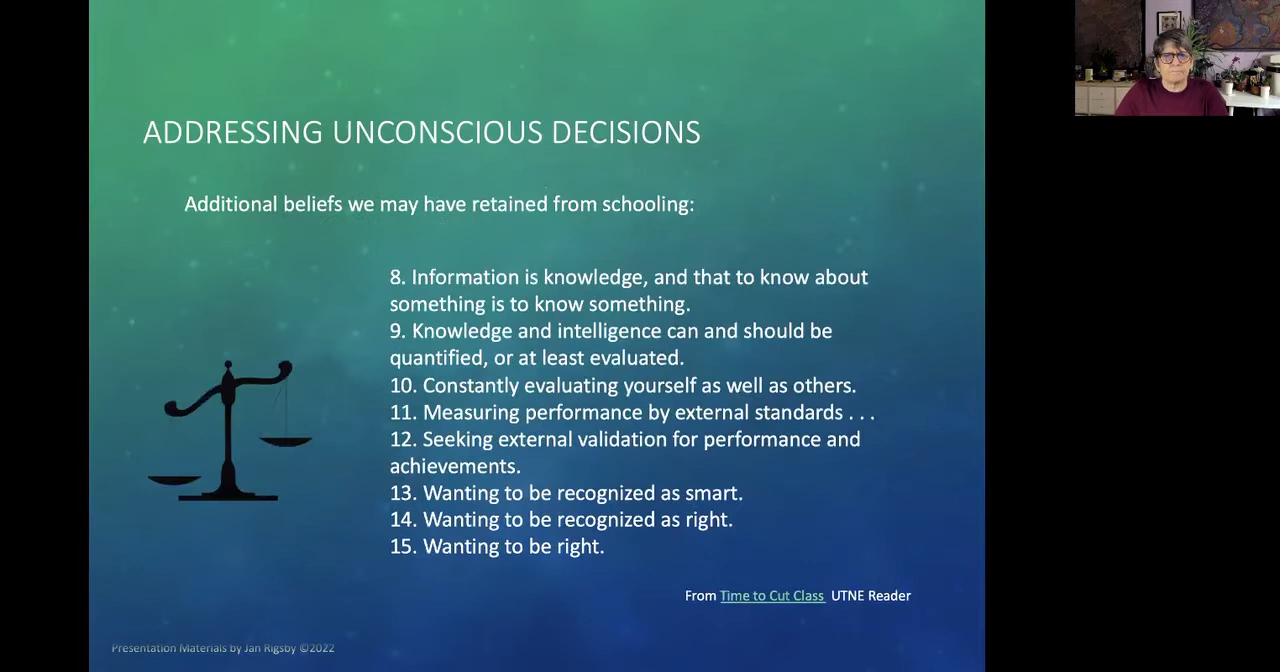 ADDRESSING UNCONSCIOUS DECISIONS
Additional beliefs we may have retained from schooling:
8. Information is knowledge, and that to know about
something is to know something.
9. Knowledge and intelligence can and should be
quantified, or at least evaluated.
10. Constantly evaluating yourself as well as others.
11. Measuring performance by external standards . . .
12. Seeking external validation for performance and
achievements.
13. Wanting to be recognized as smart.
14. Wanting to be recognized as right.
15. Wanting to be right.
From Time to Cut Class UTNE Reader
Presentation Materials by Jan Rigsby ©2022